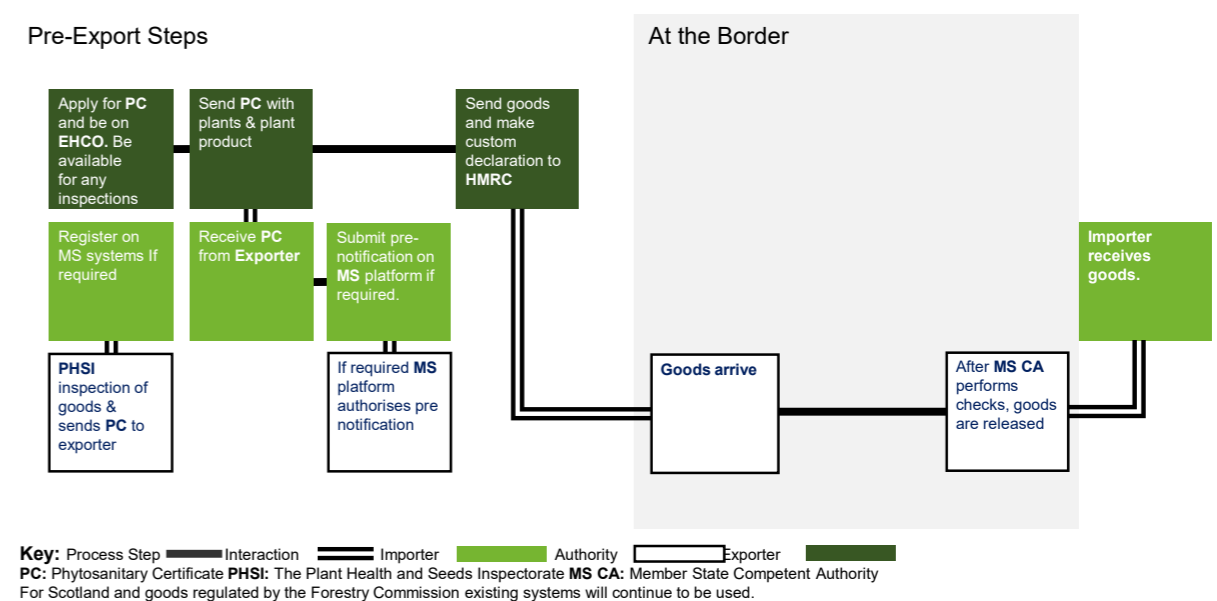 Pre-Export Steps
At the Border
Apply for PC
and be on
EHCO. Be
available
for any
inspections
Send PC with
plants & plant
product
Send goods
and make
custom
declaration to
HMRC
Register on
MS systems If
required
Receive PC
from Exporter
Submit pre-
notification on
MS platform if
required.
Importer
receives
goods.
PHSI
inspection of
goods &
sends PC to
exporter
If required MS
platform
authorises pre
notification
Goods arrive
After MS CA
performs
checks, goods
are released
Key: Process Step Interaction Importer Authority Exporter
PC: Phytosanitary Certificate PHSI: The Plant Health and Seeds Inspectorate MS CA: Member State Competent Authority
For Scotland and goods regulated by the Forestry Commission existing systems will continue to be used.